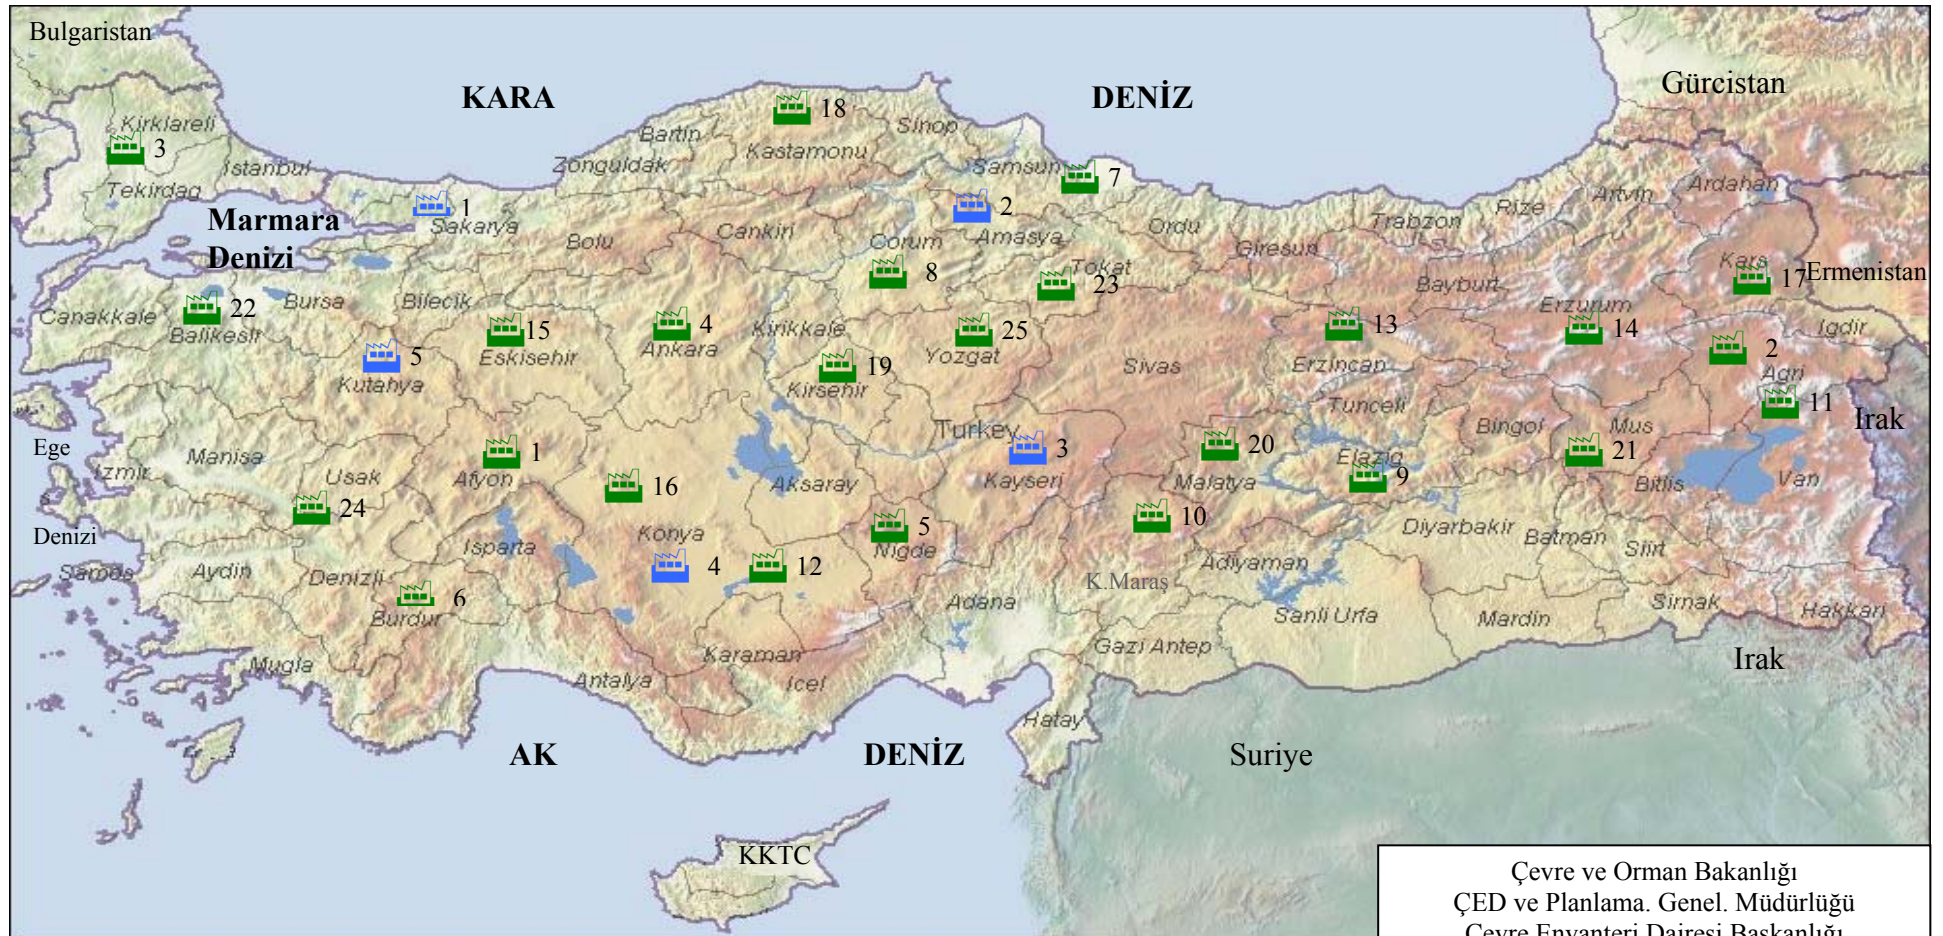 Bulgaristan
KARA
DENİZ
Gürcistan
18
Kirklareli
Bartin
Sinop
3
Kastamonu
Istanbul
Zonguldak
Samsun
7
Tekirdag
Artvin
Ardahan
Marmara
Denizi
1
Sakarya
2
Rize
Trabzon
Ordu
Bolu
Cankiri
Corum
Amasya
Giresun
8
Tokat
23
Kars
17
Ermenistan
Bayburt
Erzurum
Canakkale
22
Bursa
Bilecik
Balikesir
15
Eskisehir
4
Ankara
Kirikkale
25
Yozgat
13
14
Igdir
5
Kutahya
19
Kirsehir
Sivas
Erzincan
2
Agri
11
Irak
Tunceli
Ege
Izmir
Manisa
Usak
1
Afyon
Turkey
3
Kayseri
20
Malatya
Elazig
9
Bingol
Mus
21
Bitlis
Van
s
Denizi
24
16
Aksaray
Konya
5
Nigde
10
Diyarbakir
Batman
Siirt
Samos
Aydin
Denizli
Isparta
4
12
K.Maraş
Adiyaman
6
Burdur
Adana
Sanli Urfa
Mardin
Sirnak
Hakkari
Mugla
Antalya
Karaman
Icel
Gazi Antep
Irak
Hatay
AK
DENİZ
Suriye
KKTC
Çevre ve Orman Bakanlığı
ÇED ve Planlama. Genel. Müdürlüğü
Çevre Envanteri Dairesi Başkanlığı